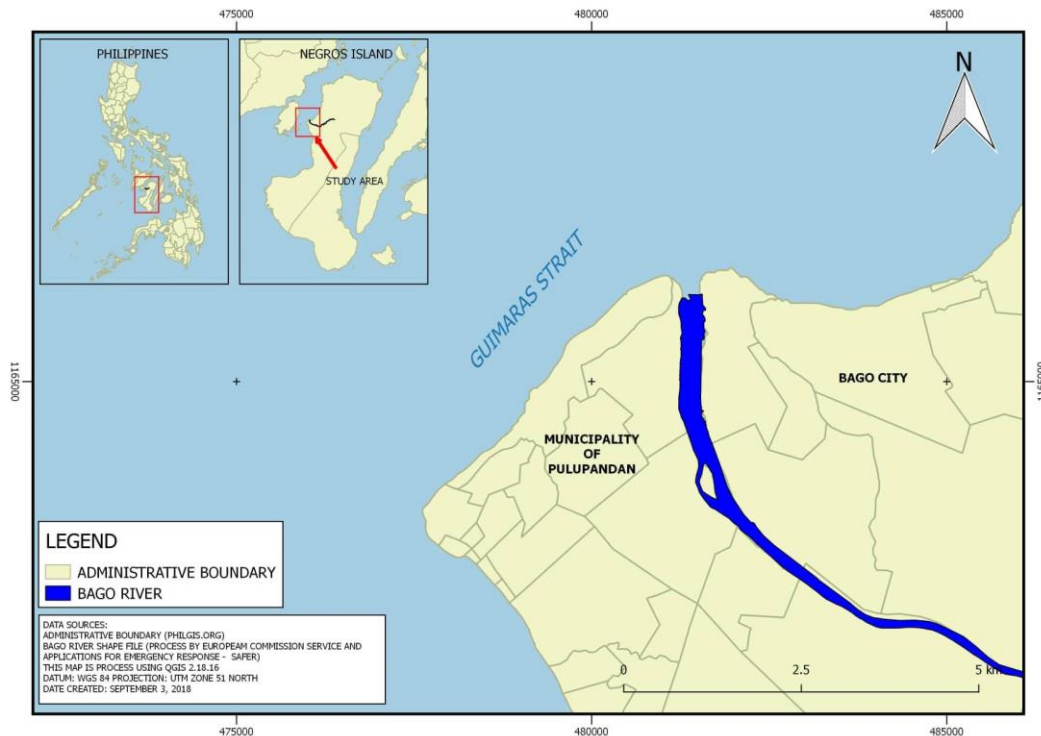 475000
480000
485000
PHILIPPINES
NEGROS ISLAND
STUDY AREA
N
GUIMARAS STRAIT
1165000
1165000
BAGO CITY
MUNICIPALITY
OF
PULUPANDAN
LEGEND
ADMINISTRATIVE BOUNDARY
BAGO RIVER
DATA SOURCES:
ADMINISTRATIVE BOUNDARY (PHILGIS.ORG)
BAGO RIVER SHAPE FILE (PROCESS BY EUROPEAM COMMISSION SERVICE AND
APPLICATIONS FOR EMERGENCY RESPONSE - SAFER)
THIS MAP IS PROCESS USING QGIS 2.18.16
DATUM: WGS 84 PROJECTION: UTM ZONE 51 NORTH
DATE CREATED: SEPTEMBER 3, 2018
0
2.5
5 km
475000
480000
485000